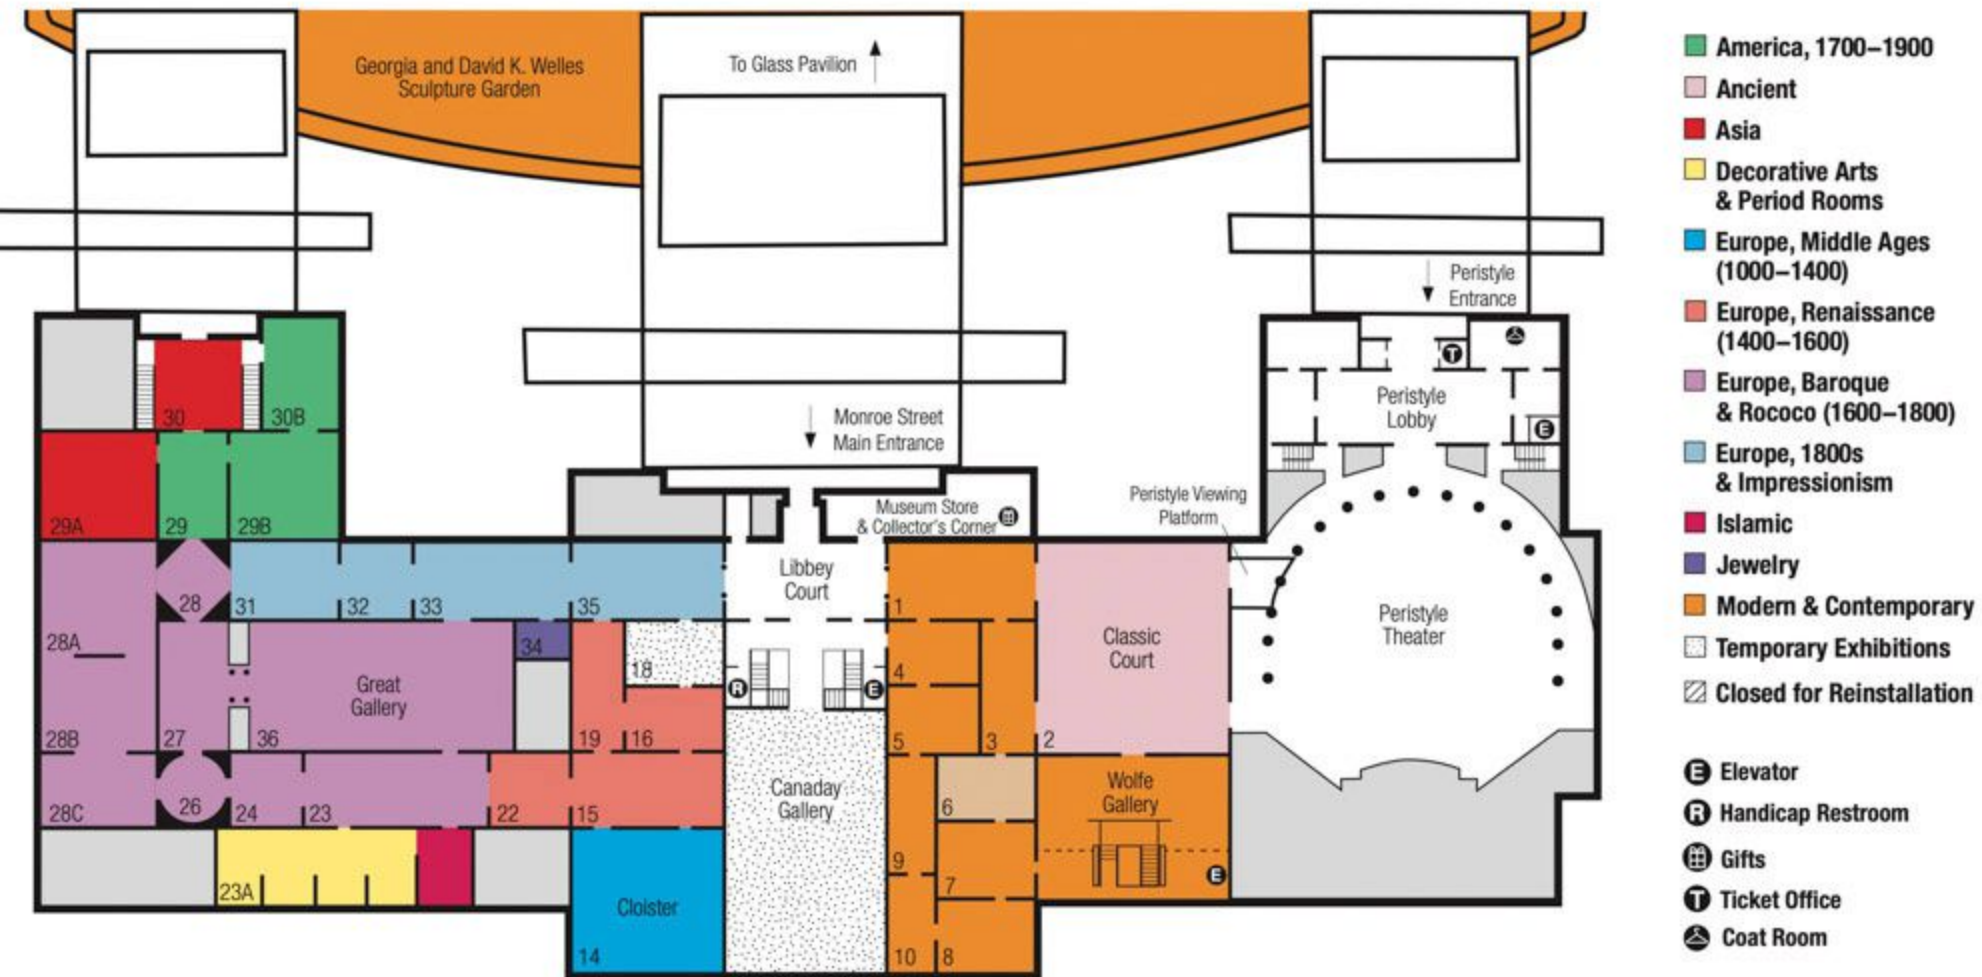 Georgia and David K. Welles
Sculpture Garden
To Glass Pavilion
Peristyle
Entrance
Monroe Street
Main Entrance
T
Peristyle
Lobby
E
30
30B
29A
29
29B
Museum Store
& Collector's Corner
Peristyle Viewing
Platform
Libbey
Court
28
31
32
33
35
1
28A
34
18
4
Classic
Court
Peristyle
Theater
Great
Gallery
R
E
28B
27
36
19
16
5
3
2
28C
26
24
23
22
15
Canaday
Gallery
6
Wolfe
Gallery
23A
9
7
E
Cloister
14
10
8
America, 1700–1900
Ancient
Asia
Decorative Arts
& Period Rooms
Europe, Middle Ages
(1000–1400)
Europe, Renaissance
(1400–1600)
Europe, Baroque
& Rococo (1600–1800)
Europe, 1800s
& Impressionism
Islamic
Jewelry
Modern & Contemporary
Temporary Exhibitions
Closed for Reinstallation
E Elevator
R Handicap Restroom
Gifts
T Ticket Office
Coat Room